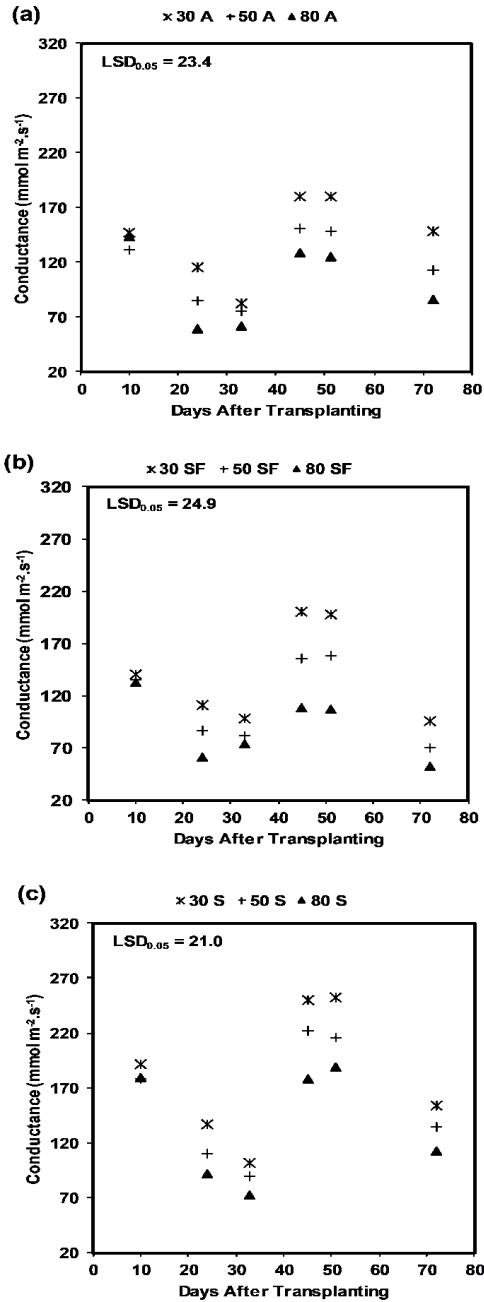 (a)
30 A 50 A 80 A
LSD0.05 = 23.4
320
270
220
170
120
70
20
Conductance (mmol m-2.s-1)
0 10 20 30 40 50 60 70 80
Days After Transplanting
(b)
30 SF 50 SF 80 SF
LSD0.05 = 24.9
320
270
220
170
120
70
20
Conductance (mmol m-2.s-1)
0 10 20 30 40 50 60 70 80
Days After Transplanting
(c)
30 S 50 S 80 S
LSD0.05 = 21.0
320
270
220
170
120
70
20
Conductance (mmol m-2.s-1)
0 10 20 30 40 50 60 70 80
Days After Transplanting